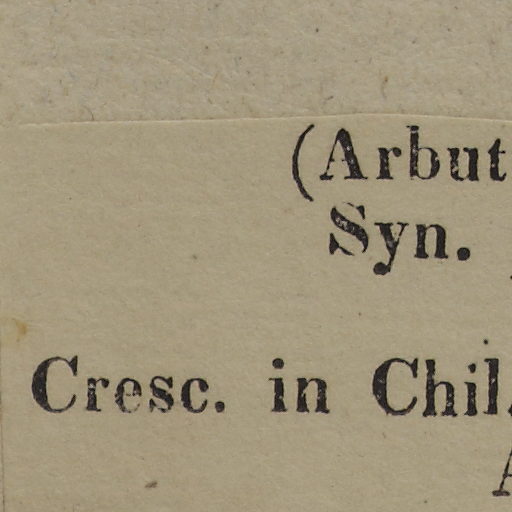 (Arbut
Syn.
Cresc. in Chil